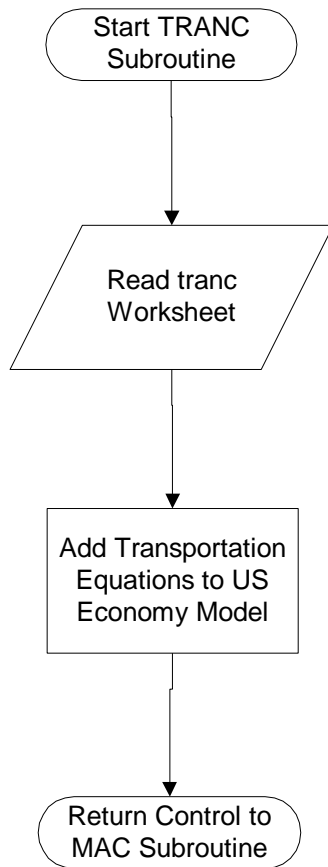 Start TRANC
Subroutine
Read tranc
Worksheet
Add Transportation
Equations to US
Economy Model
Return Control to
MAC Subroutine